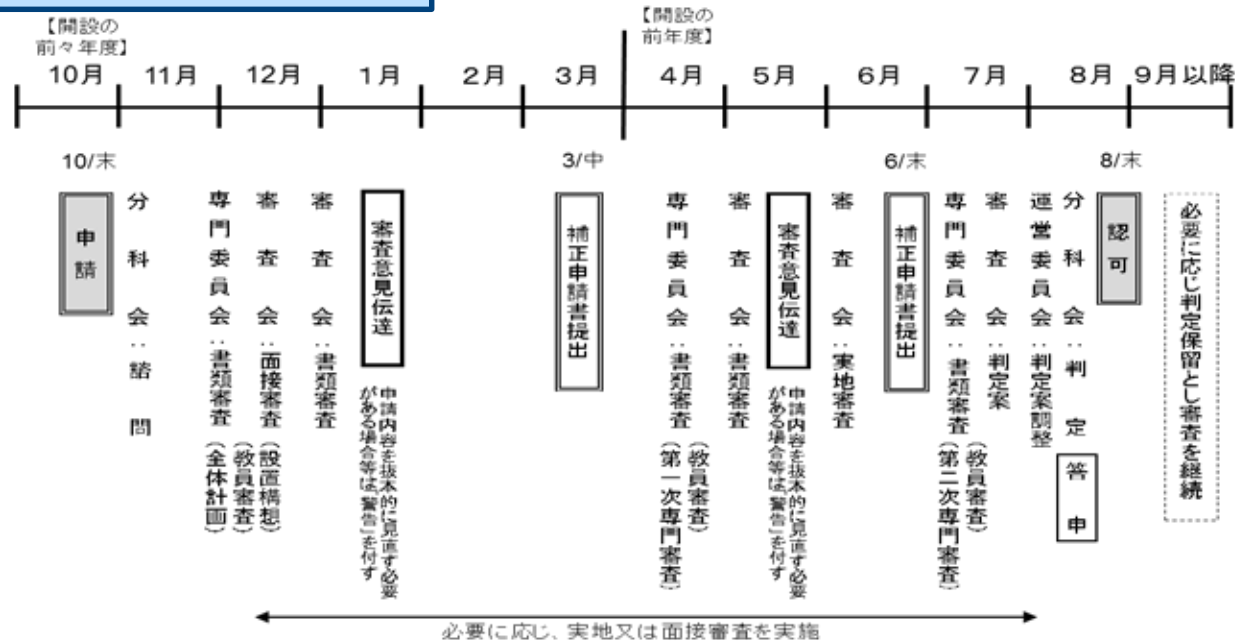 【開設の
前々年度】
【開設の
前年度】
10月
11月
12月
1月
2月
3月
4月
5月
6月
7月
8月
9月以降
10/末
3/中
6/末
8/末
申請
分科会:諮問
専門委員会:書類審査
(全体計画)
(教員審査)
審査会:面接審査
(設置構想)
審査会:書類審査
審査意見伝達
申請内容を抜本的に見直す必要
がある場合等は「警告」を付す
補正申請書提出
専門委員会:書類審査
(教員審査)
(第一次専門審査)
審査会:書類審査
審査意見伝達
申請内容を抜本的に見直す必要
がある場合等は「警告」を付す
審査会:実地審査
補正申請書提出
専門委員会:書類審査
(教員審査)
(第二次専門審査)
審査会:判定案
運営委員会:判定案調整
分科会:判定
答申
認可
必要に応じ判定保留とし審査を継続
必要に応じ、実地又は面接審査を実施